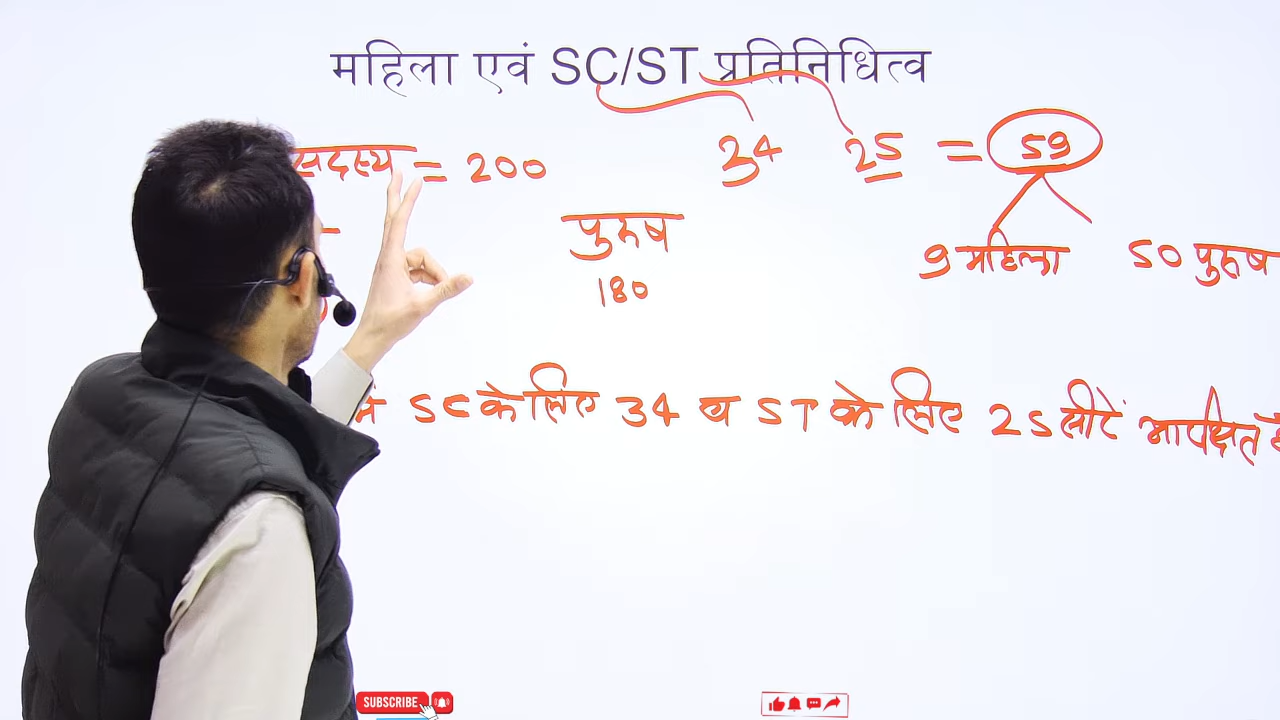 महिला एवं SC/ST प्रतिनिधित्व
34 25 = 59
सदस्य = 200
पुरुष
9 महिला 50 पुरुष
180
SC के लिए 34 व ST के लिए 25 सीटें आरक्षित
SUBSCRIBE